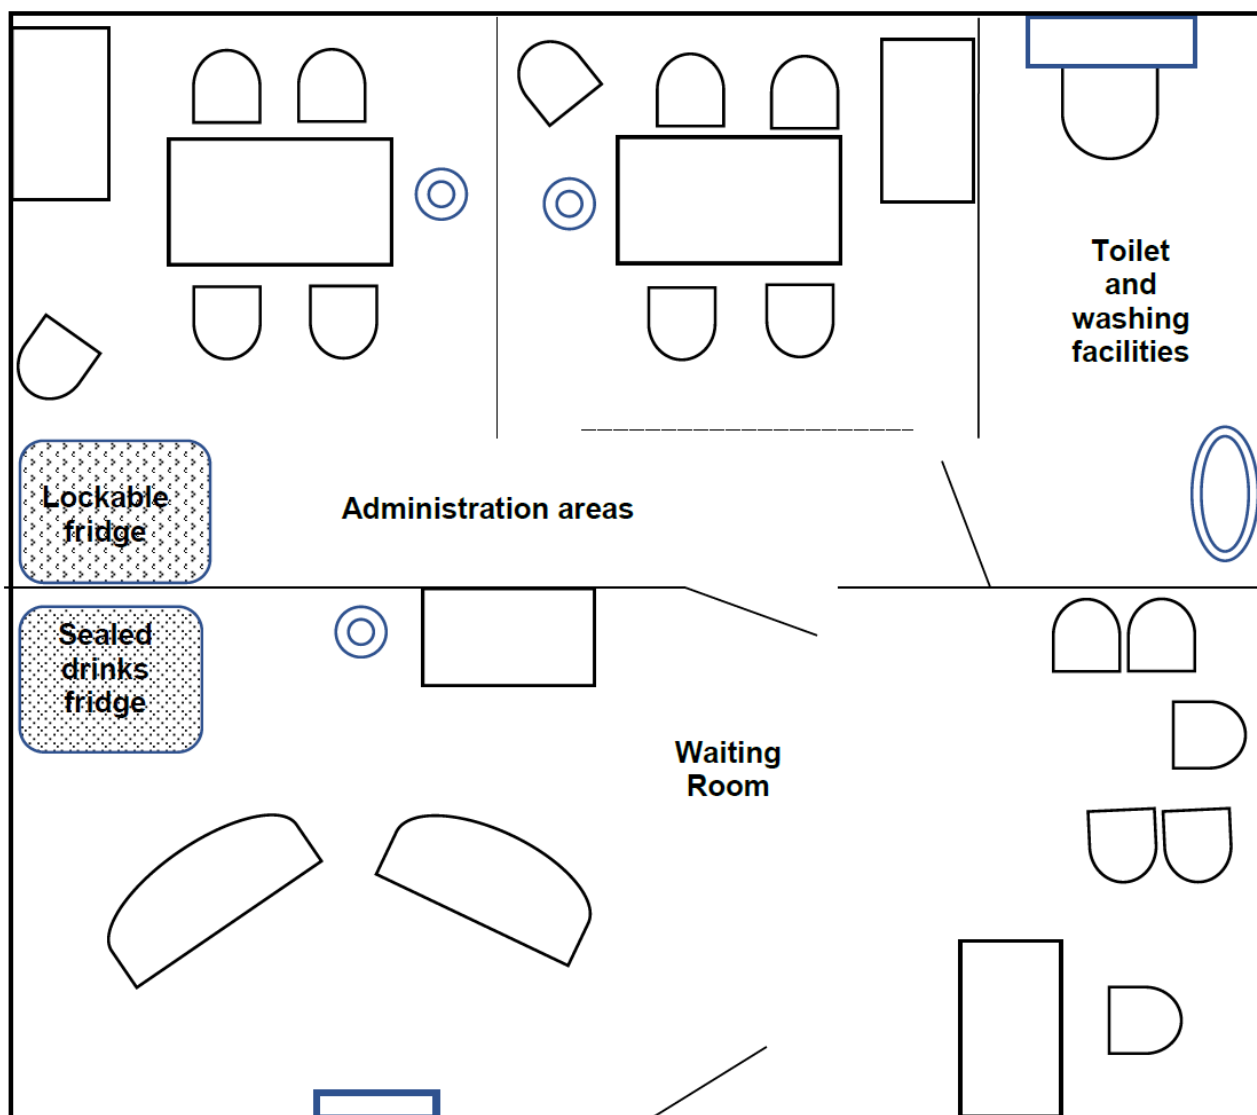 Toilet
and
washing
facilities
Lockable
fridge
Administration areas
Sealed
drinks
fridge
Waiting
Room